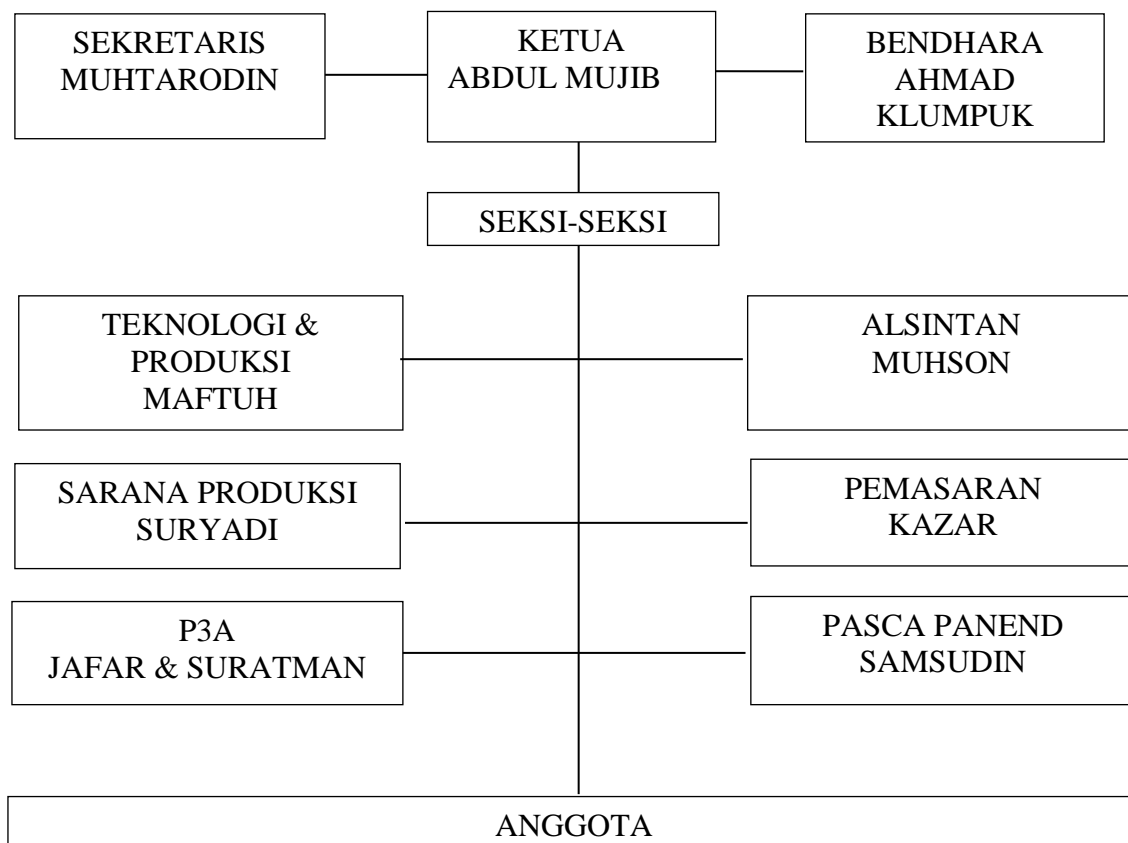 SEKRETARIS
MUHTARODIN
KETUA
ABDUL MUJIB
BENDHARA
AHMAD
KLUMPUK
SEKSI-SEKSI
TEKNOLOGI &
PRODUKSI
MAFTUH
ALSINTAN
MUHSON
SARANA PRODUKSI
SURYADI
PEMASARAN
KAZAR
P3A
JAFAR & SURATMAN
PASCA PANEND
SAMSUDIN
ANGGOTA